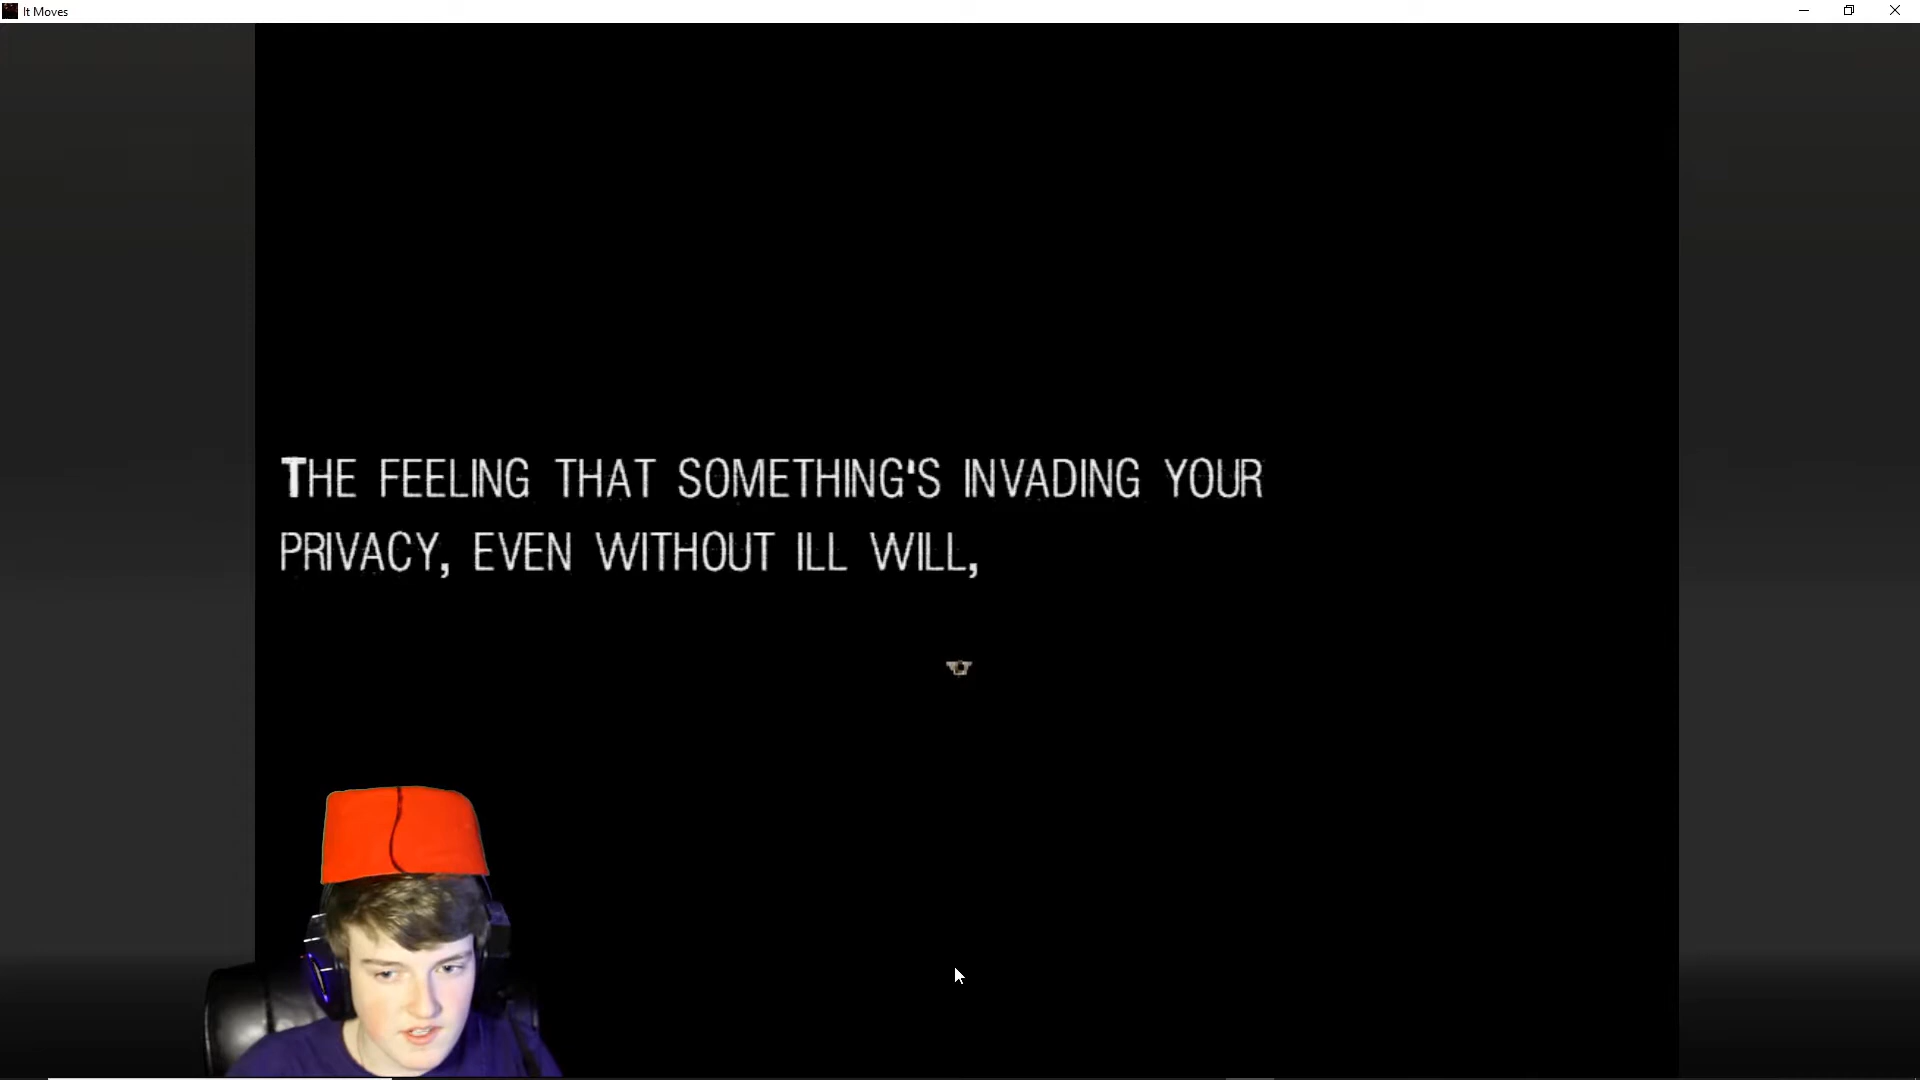 It Moves
THE FEELING THAT SOMETHING'S INVADING YOUR
PRIVACY, EVEN WITHOUT ILL WILL,